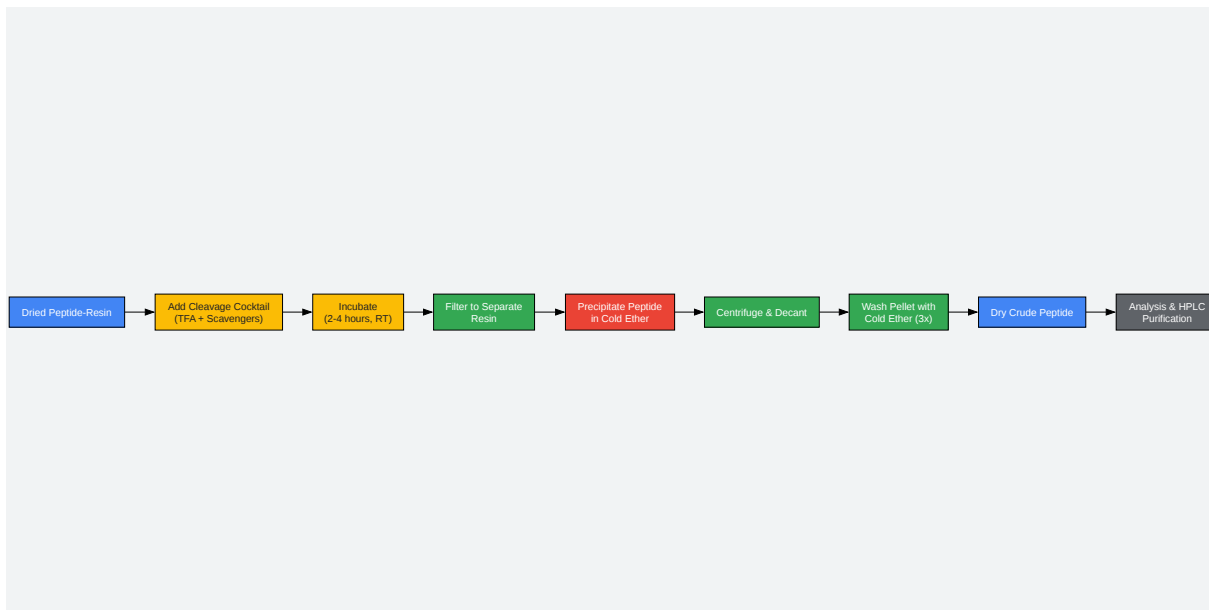 Dried Peptide-Resin
Add Cleavage Cocktail
(TFA + Scavengers)
Incubate
(2-4 hours, RT)
Filter to Separate
Resin
Precipitate Peptide
in Cold Ether
Centrifuge & Decant
Wash Pellet with
Cold Ether (3x)
Dry Crude Peptide
Analysis & HPLC
Purification